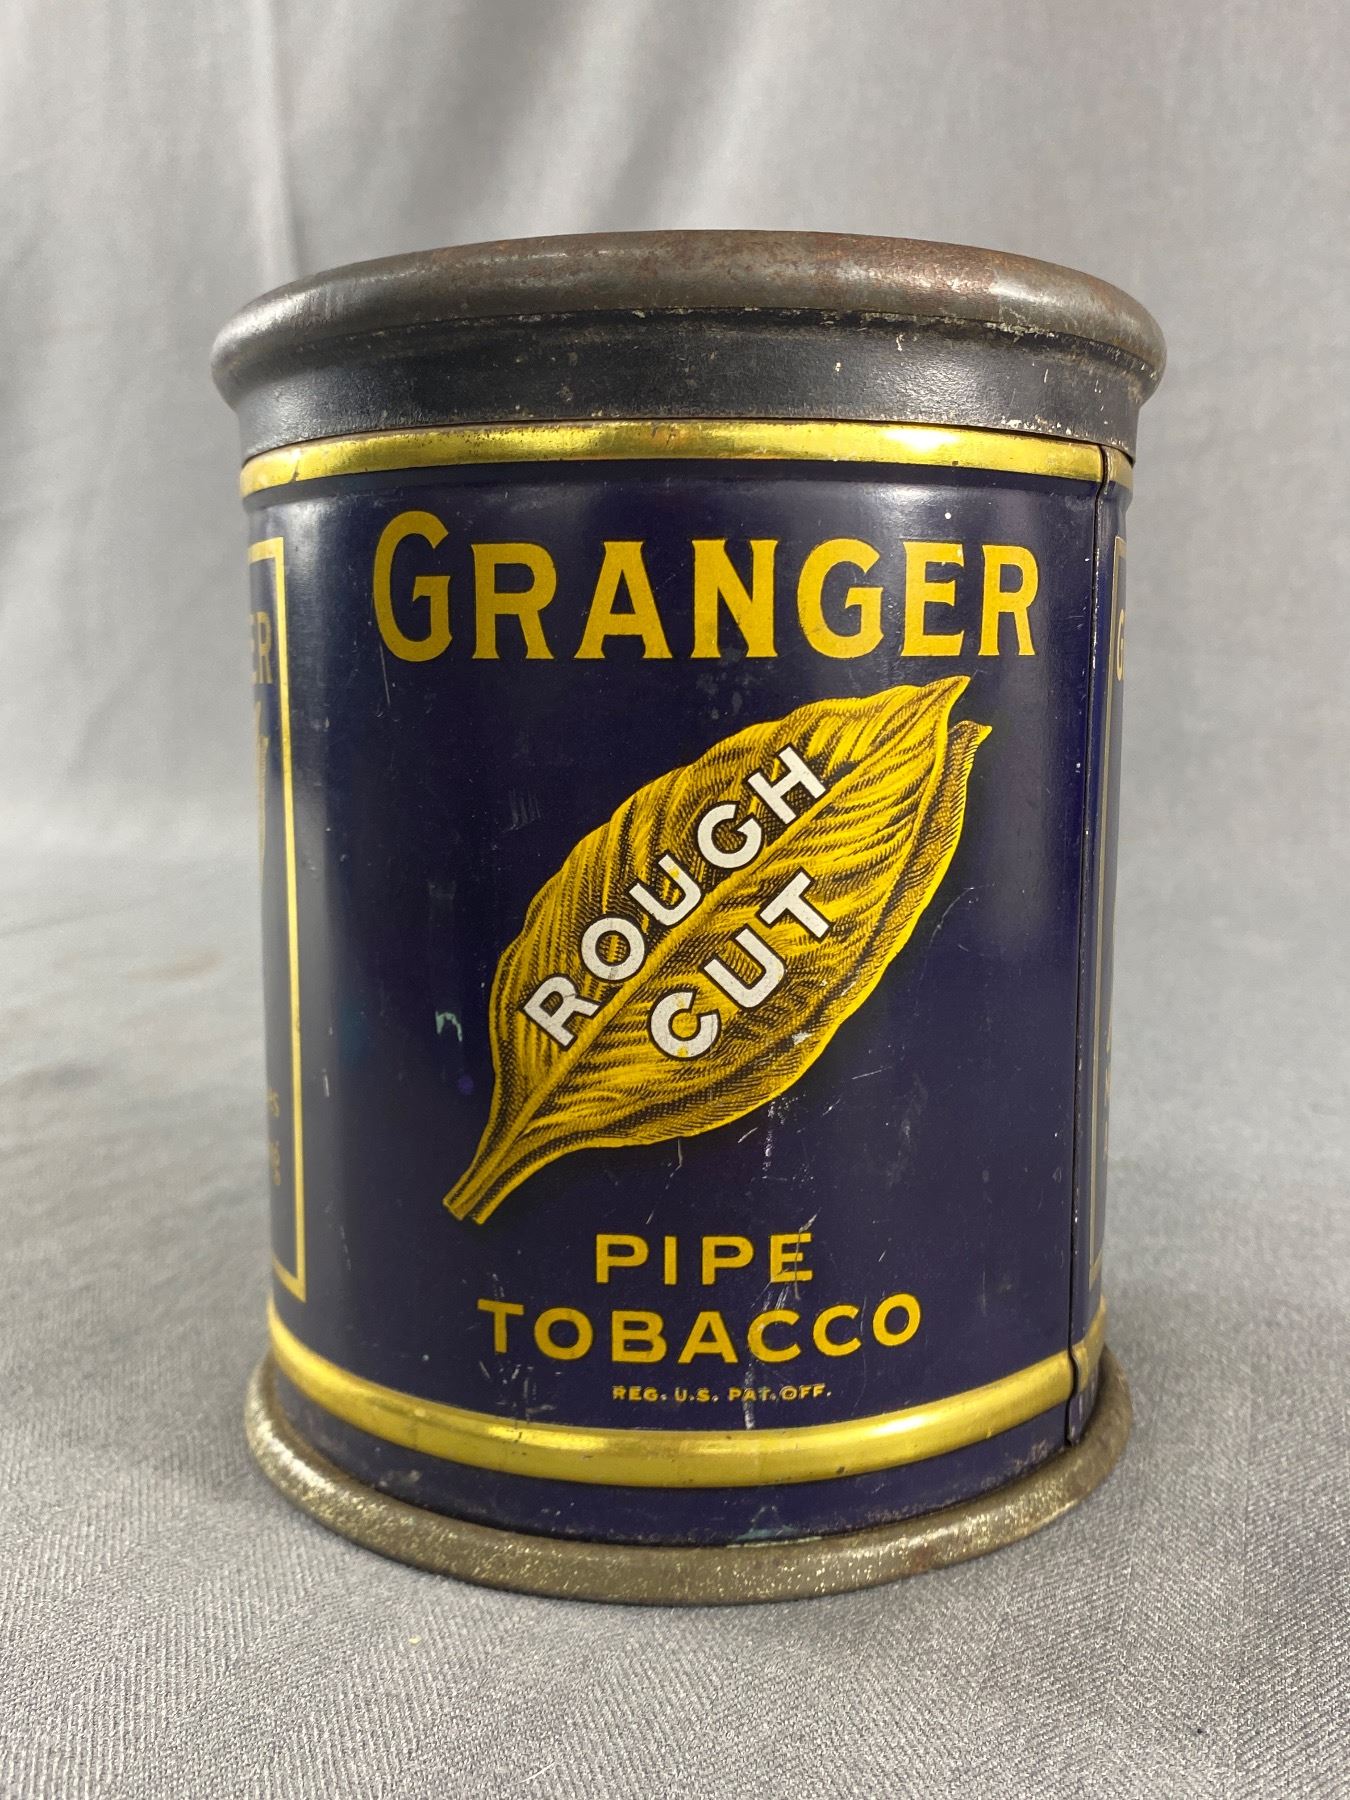 GRANGER
ROUGH
CUT
PIPE
TOBACCO
REG. U.S. PAT. OFF.